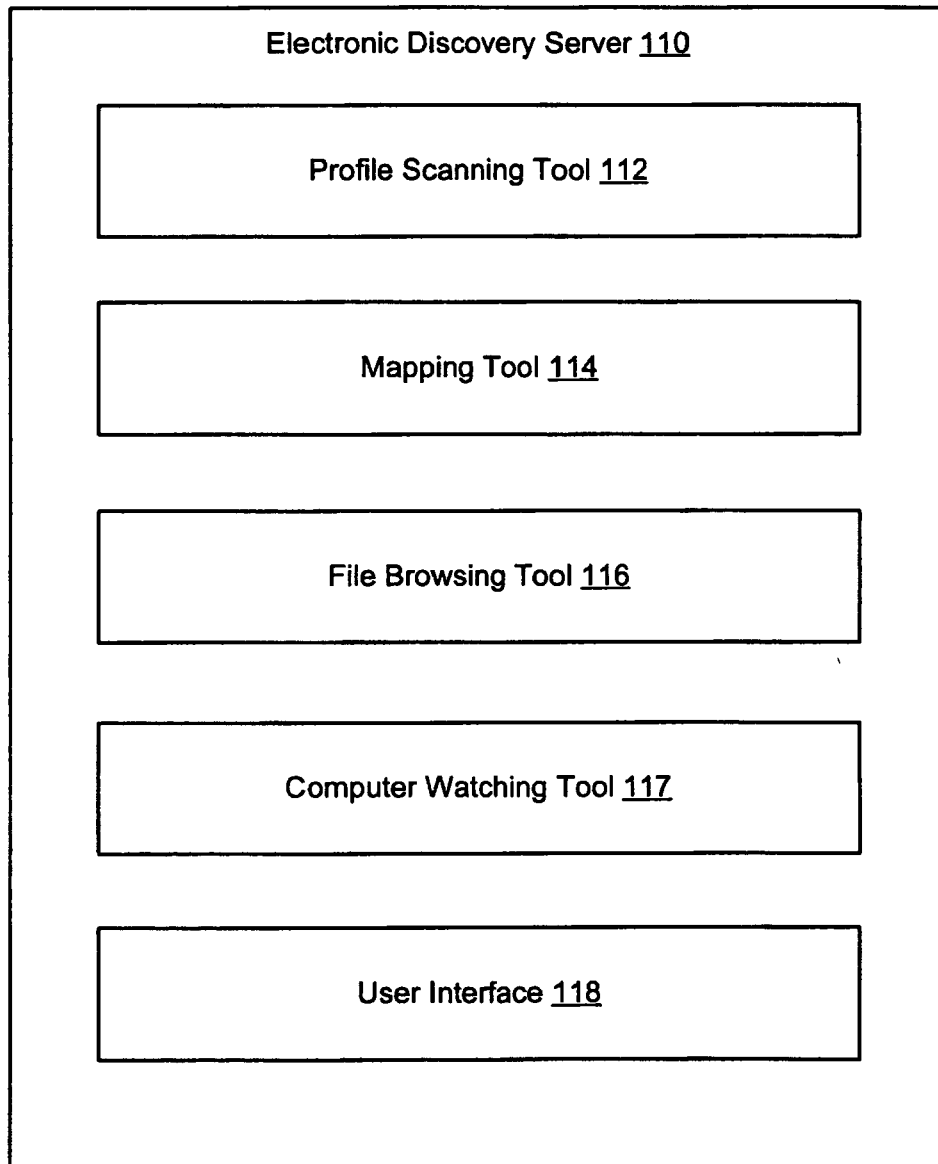 Electronic Discovery Server 110
Profile Scanning Tool 112
Mapping Tool 114
File Browsing Tool 116
Computer Watching Tool 117
User Interface 118